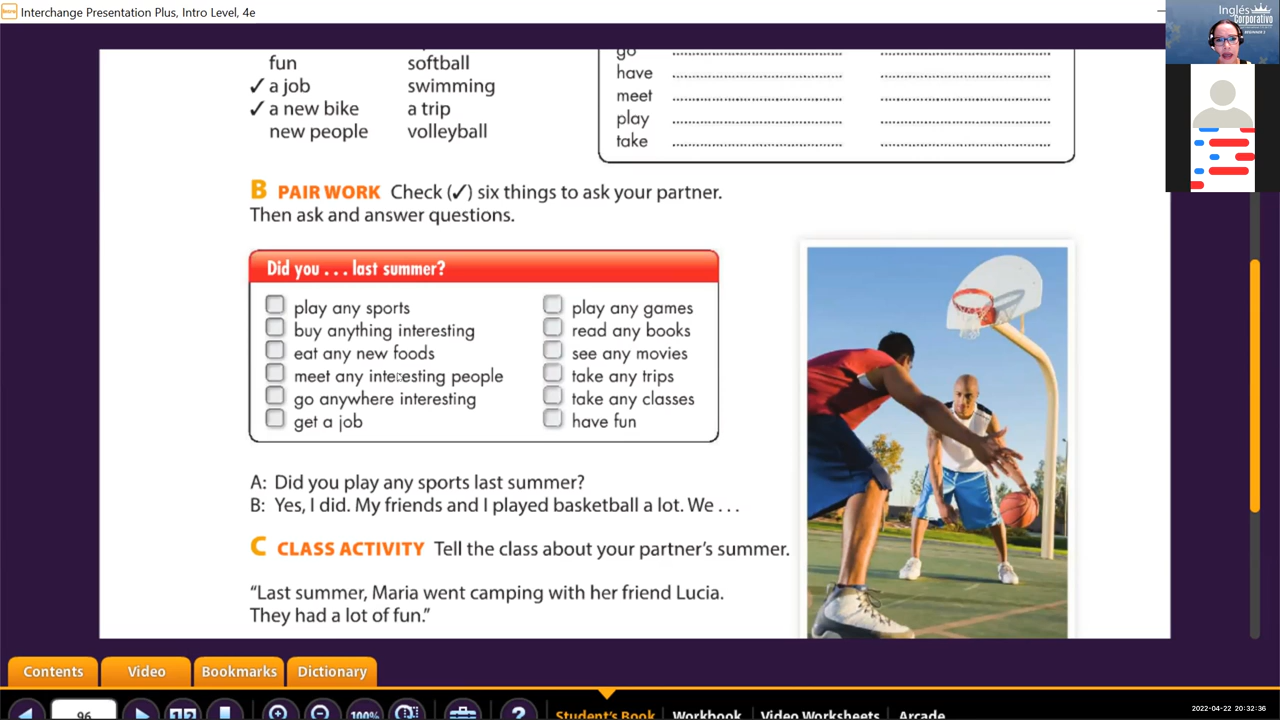 Interchange Presentation Plus, Intro Level, 4e
Inglés
Corporativo
BEGINNER 2
fun softball
✓ a job swimming
✓ a new bike a trip
new people volleyball
go
have
meet
play
take
B PAIR WORK Check (✓) six things to ask your partner.
Then ask and answer questions.
Did you . . . last summer?
play any sports play any games
buy anything interesting read any books
eat any new foods see any movies
meet any interesting people take any trips
go anywhere interesting take any classes
get a job have fun
A: Did you play any sports last summer?
B: Yes, I did. My friends and I played basketball a lot. We . . .
C CLASS ACTIVITY Tell the class about your partner's summer.
"Last summer, Maria went camping with her friend Lucia.
They had a lot of fun."
Contents Video Bookmarks Dictionary
96 100% ? Student's Book Workbook Video Worksheets Arcade
2022-04-22 20:32:36